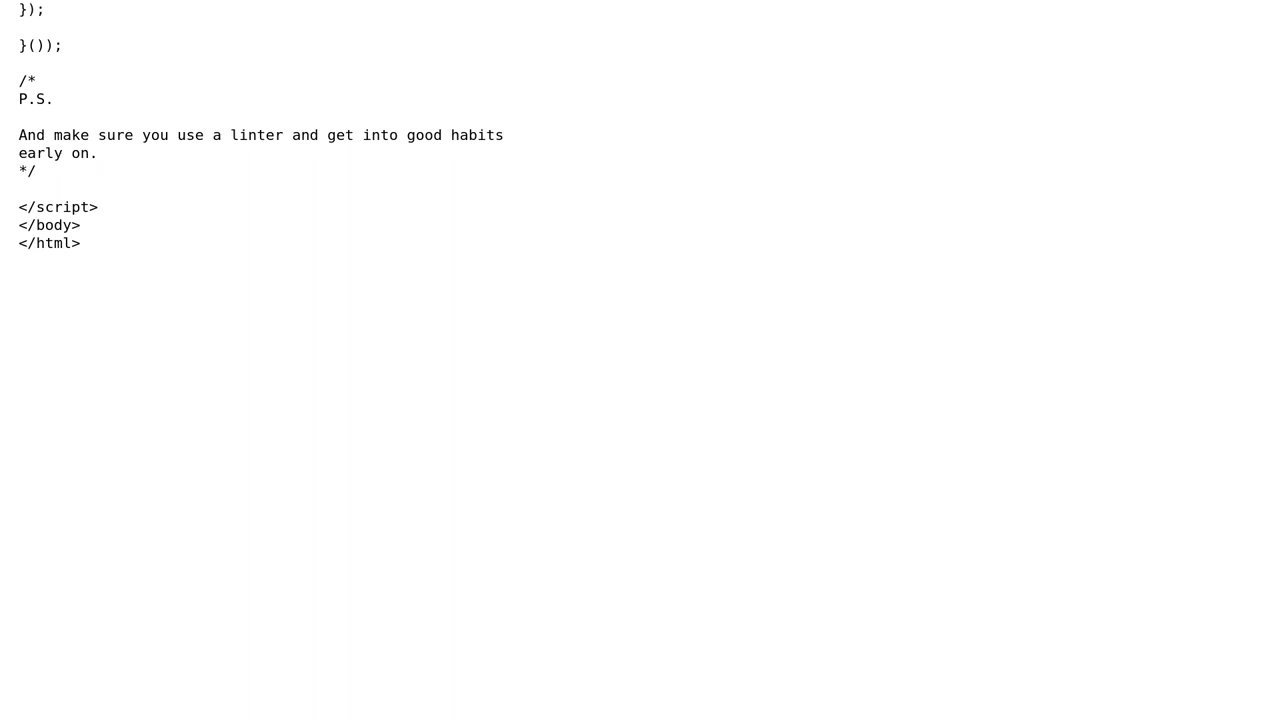 });
}());
/*
P.S.
And make sure you use a linter and get into good habits
early on.
*/
</script>
</body>
</html>